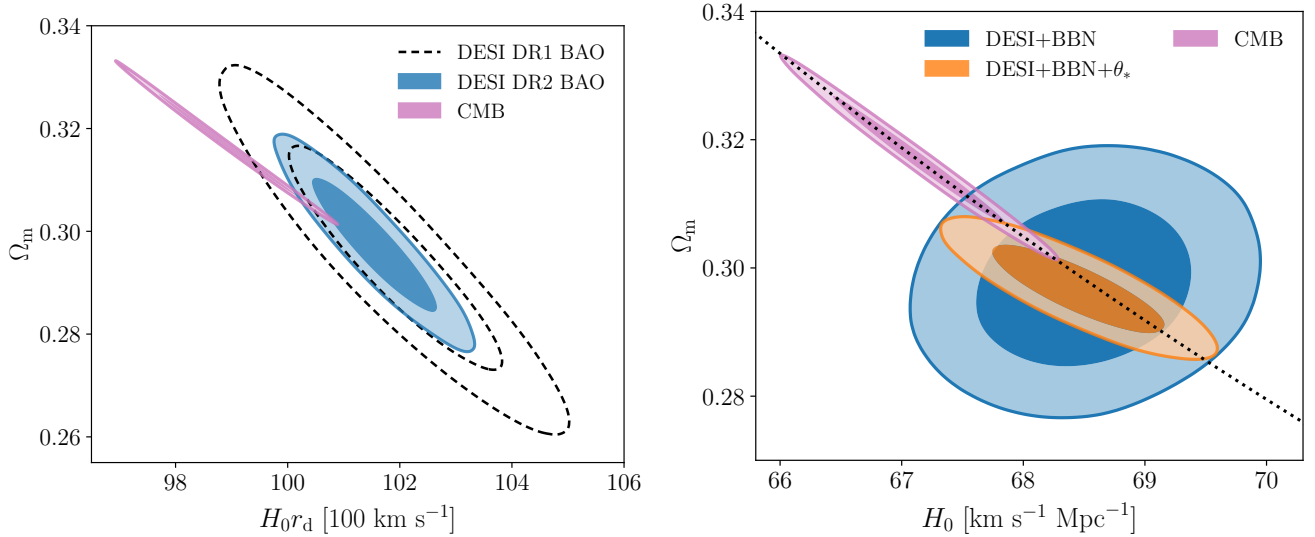 0.34
0.32
0.30
0.28
0.26
Ωm
DESI DR1 BAO
DESI DR2 BAO
CMB
98
100
102
104
106
H0rd [100 km s−1]
0.34
0.32
0.30
0.28
Ωm
DESI+BBN
DESI+BBN+θ*
CMB
66
67
68
69
70
H0 [km s−1 Mpc−1]